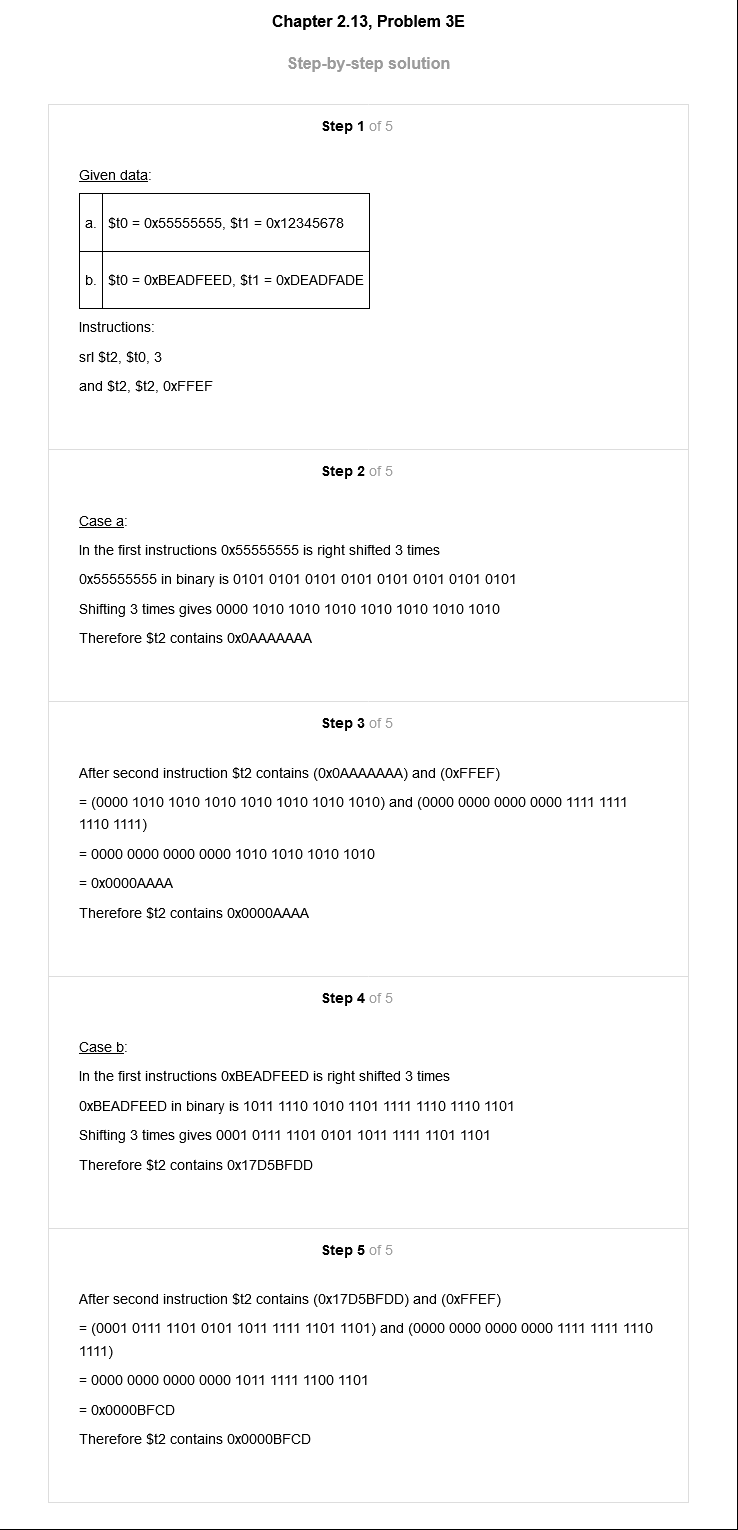 Chapter 2.13, Problem 3E
Step-by-step solution
Step 1 of 5
Given data:
a. $t0 = 0x55555555, $t1 = 0x12345678
b. $t0 = 0xBEADFEED, $t1 = 0xDEADFADE
Instructions:
srl $t2, $t0, 3
and $t2, $t2, 0xFFEF
Step 2 of 5
Case a:
In the first instructions 0x55555555 is right shifted 3 times
0x55555555 in binary is 0101 0101 0101 0101 0101 0101 0101 0101
Shifting 3 times gives 0000 1010 1010 1010 1010 1010 1010 1010
Therefore $t2 contains 0x0AAAAAAA
Step 3 of 5
After second instruction $t2 contains (0x0AAAAAAA) and (0xFFEF)
= (0000 1010 1010 1010 1010 1010 1010 1010) and (0000 0000 0000 0000 1111 1111
1110 1111)
= 0000 0000 0000 0000 1010 1010 1010 1010
= 0x0000AAAA
Therefore $t2 contains 0x0000AAAA
Step 4 of 5
Case b:
In the first instructions 0xBEADFEED is right shifted 3 times
0xBEADFEED in binary is 1011 1110 1010 1101 1111 1110 1110 1101
Shifting 3 times gives 0001 0111 1101 0101 1011 1111 1101 1101
Therefore $t2 contains 0x17D5BFDD
Step 5 of 5
After second instruction $t2 contains (0x17D5BFDD) and (0xFFEF)
= (0001 0111 1101 0101 1011 1111 1101 1101) and (0000 0000 0000 0000 1111 1111 1110
1111)
= 0000 0000 0000 0000 1011 1111 1100 1101
= 0x0000BFCD
Therefore $t2 contains 0x0000BFCD